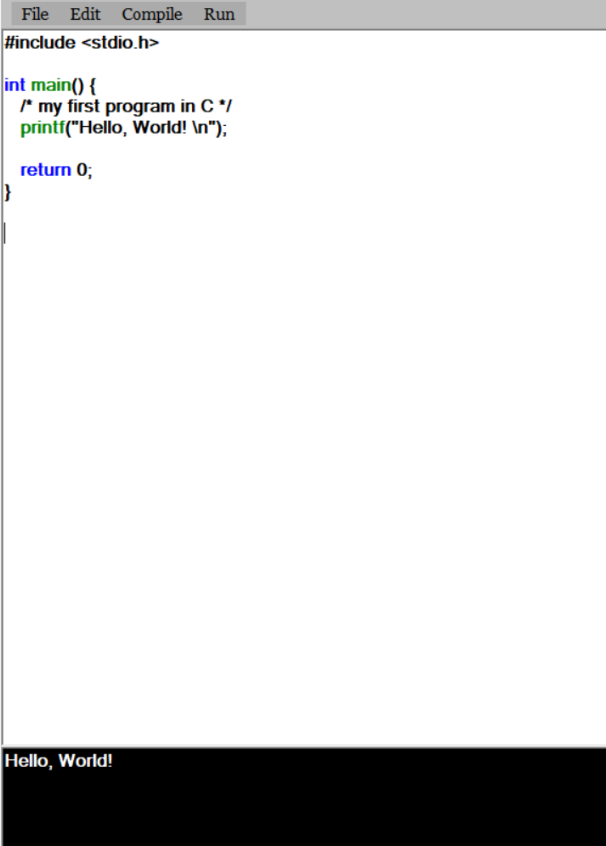 File Edit Compile Run
#include <stdio.h>
int main() {
/* my first program in C */
printf("Hello, World! \n");
return 0;
}
Hello, World!